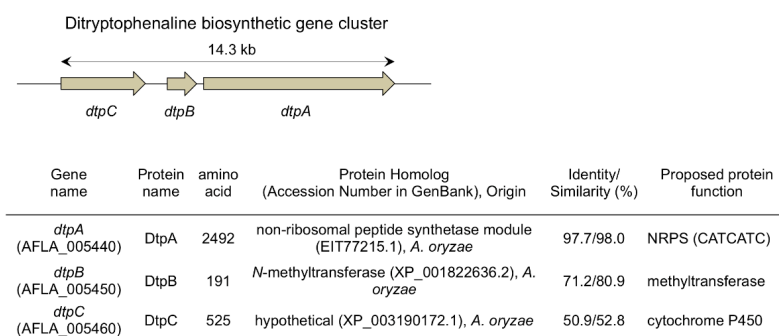 Ditryptophenaline biosynthetic gene cluster
14.3 kb
dtpC dtpB dtpA
Gene name Protein name amino acid Protein Homolog (Accession Number in GenBank), Origin Identity/ Similarity (%) Proposed protein function
dtpA (AFLA_005440) DtpA 2492 non-ribosomal peptide synthetase module (EIT77215.1), A. oryzae 97.7/98.0 NRPS (CATCATC)
dtpB (AFLA_005450) DtpB 191 N-methyltransferase (XP_001822636.2), A. oryzae 71.2/80.9 methyltransferase
dtpC (AFLA_005460) DtpC 525 hypothetical (XP_003190172.1), A. oryzae 50.9/52.8 cytochrome P450